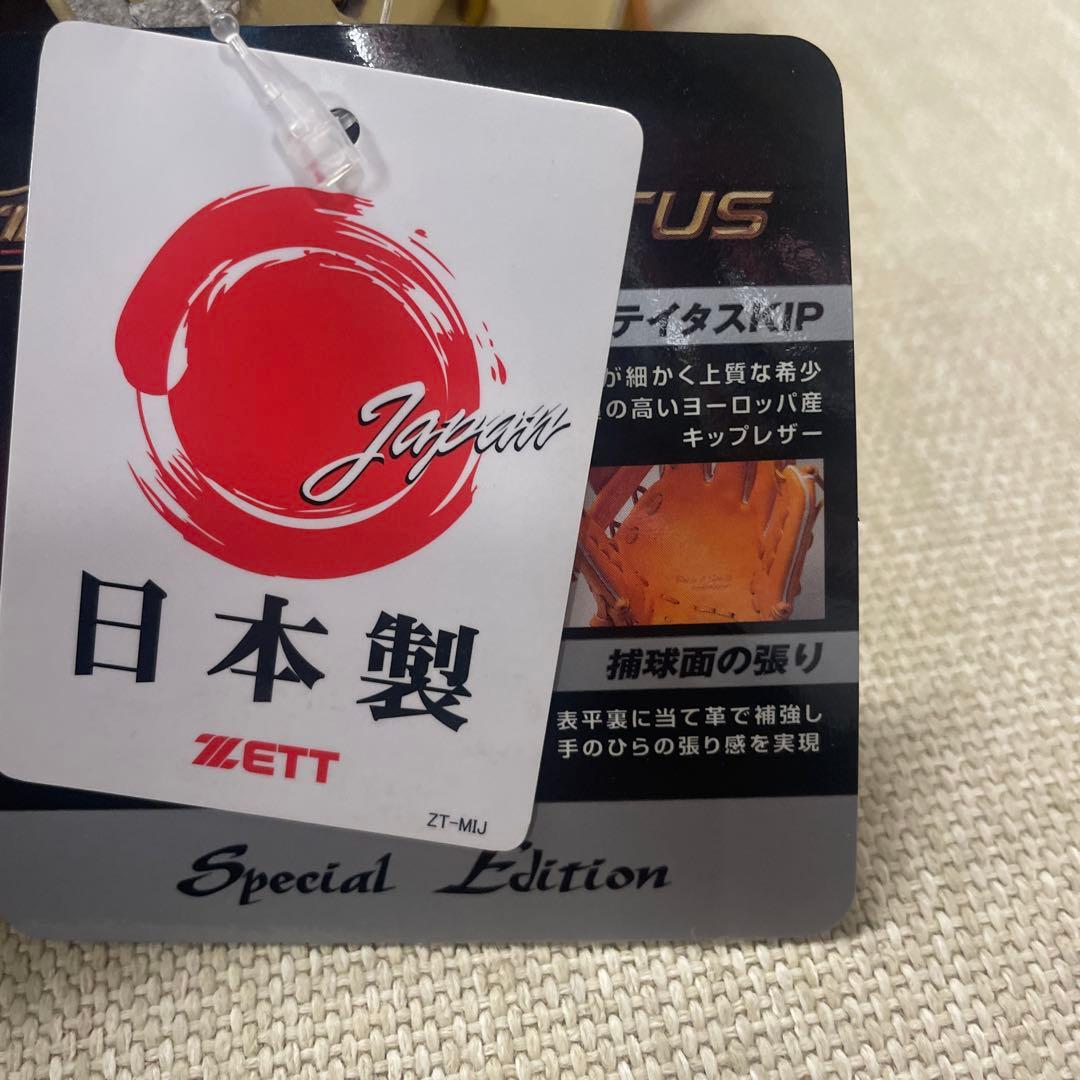 Japan
日本製
ZETT
ZT-MIJ
TUS
テイタスKIP
が細かく上質な希少
の高いヨーロッパ産
キップレザー
捕球面の張り
表平裏に当て革で補強し
手のひらの張り感を実現
Special Edition